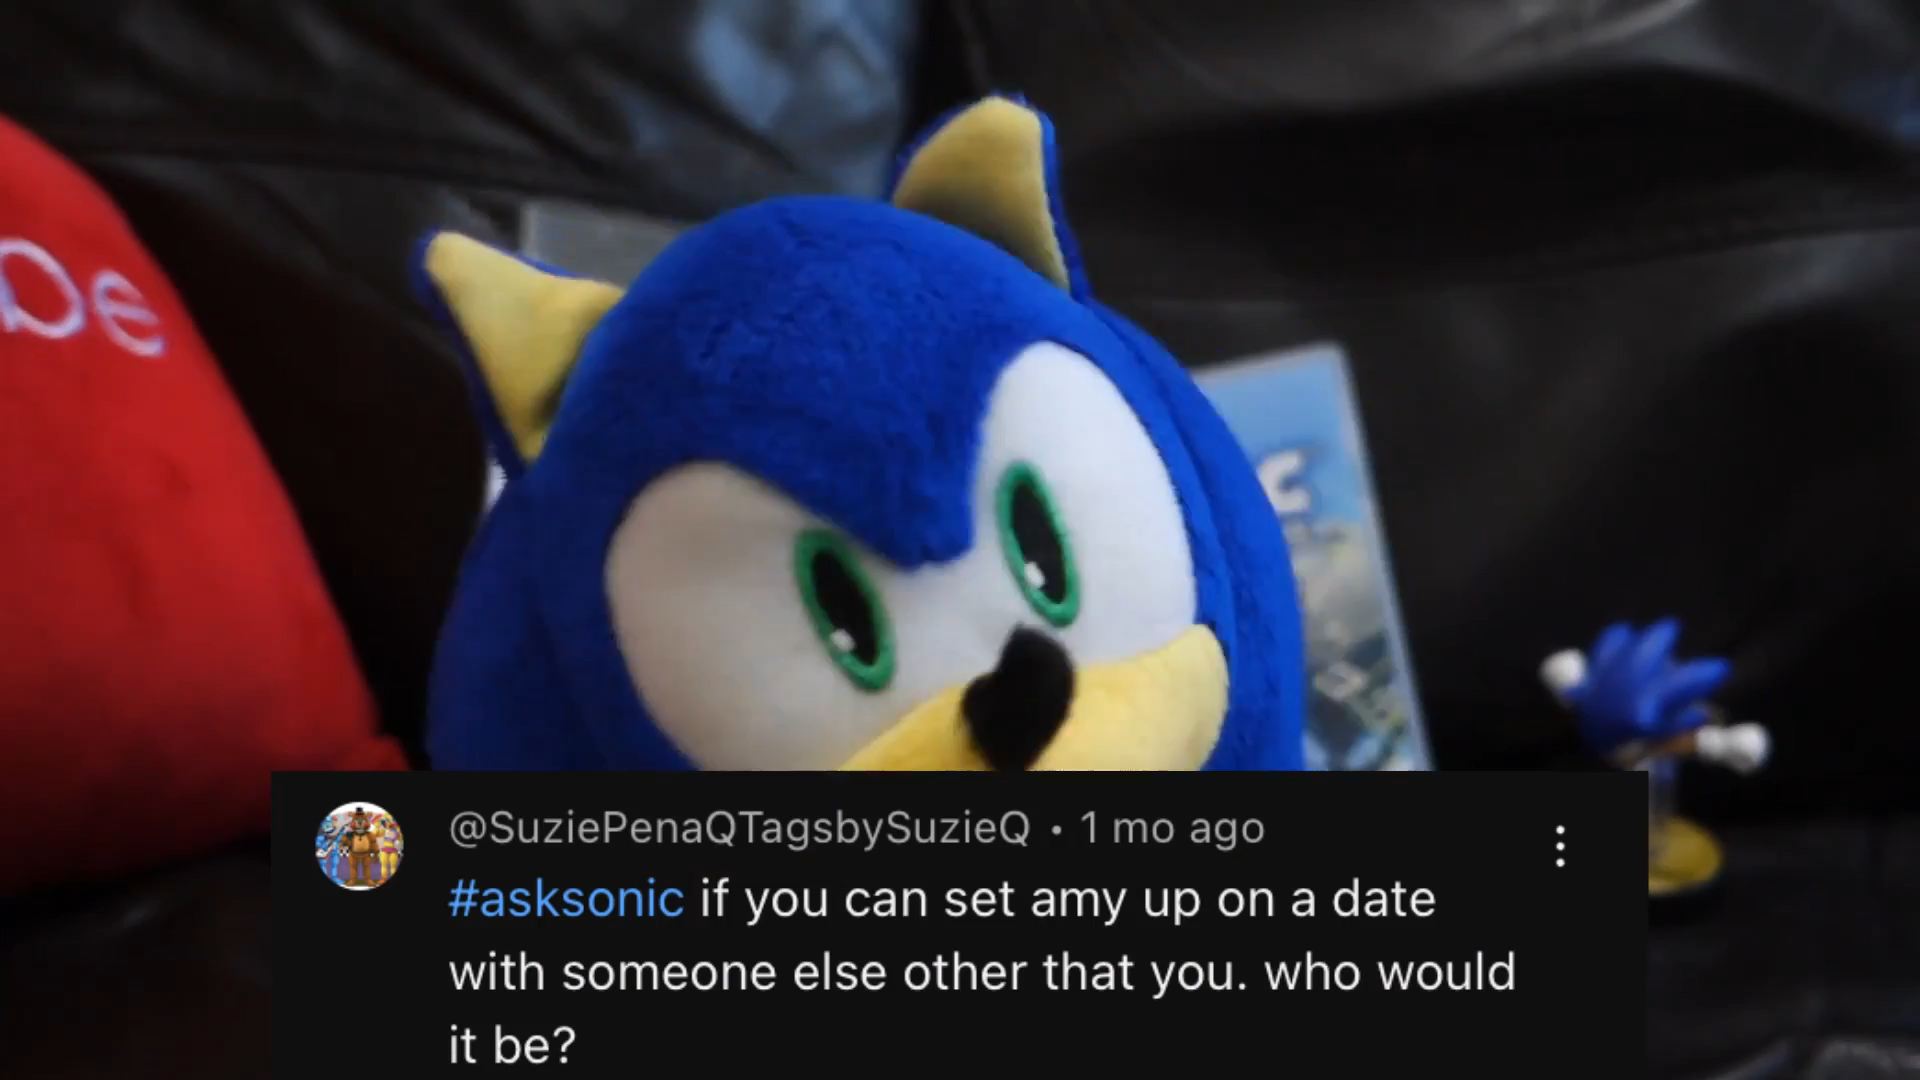 De
C
@SuziePenaQTagsbySuzieQ • 1 mo ago
#asksonic if you can set amy up on a date
with someone else other that you. who would
it be?